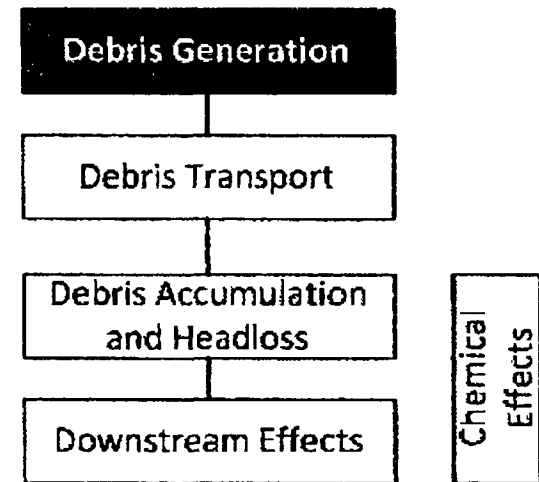 Debris Generation
Debris Transport
Debris Accumulation
and Headloss
Downstream Effects
Chemical
Effects